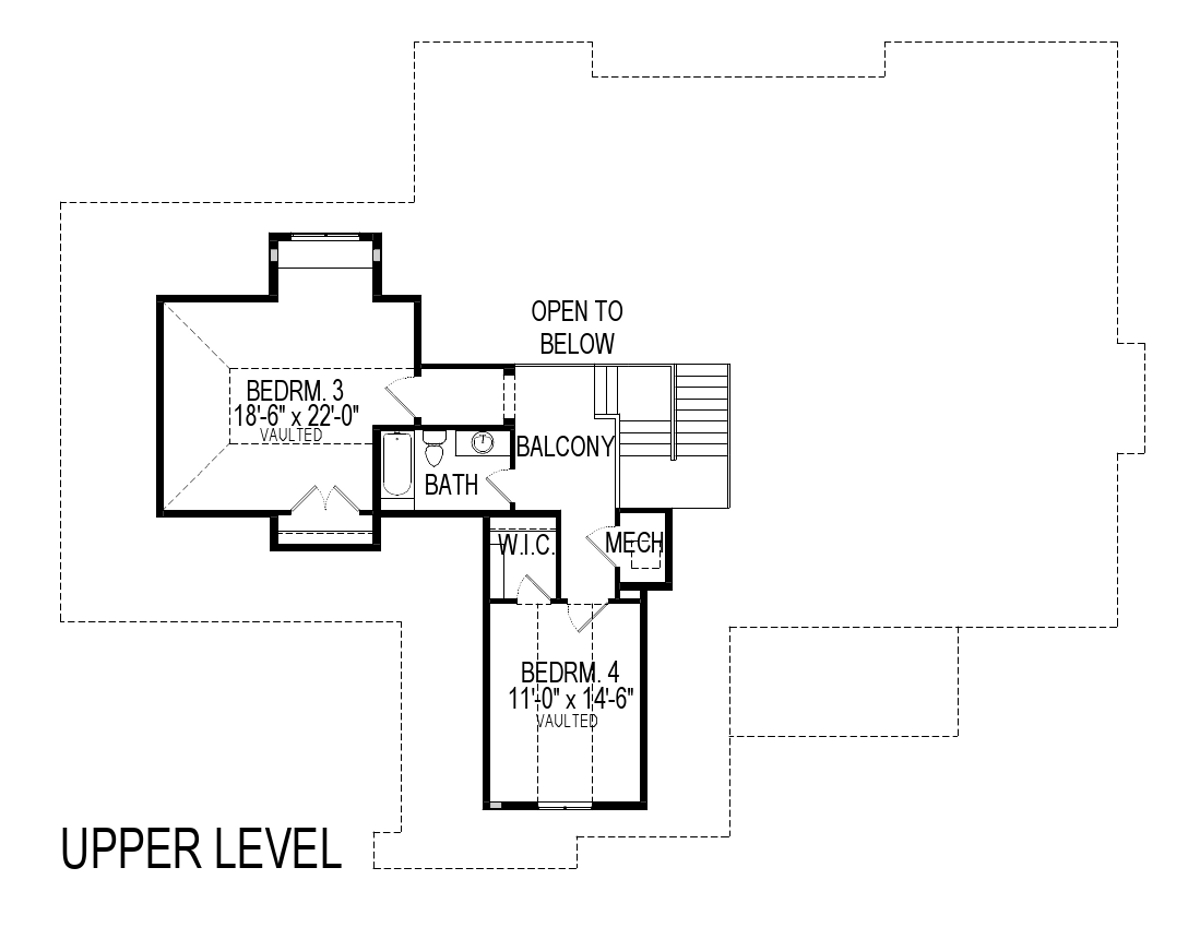 OPEN TO
BELOW
BEDRM. 3
18'-6" x 22'-0"
VAULTED
BALCONY
BATH
W.I.C.
MECH
BEDRM. 4
11'-0" x 14'-6"
VAULTED
UPPER LEVEL